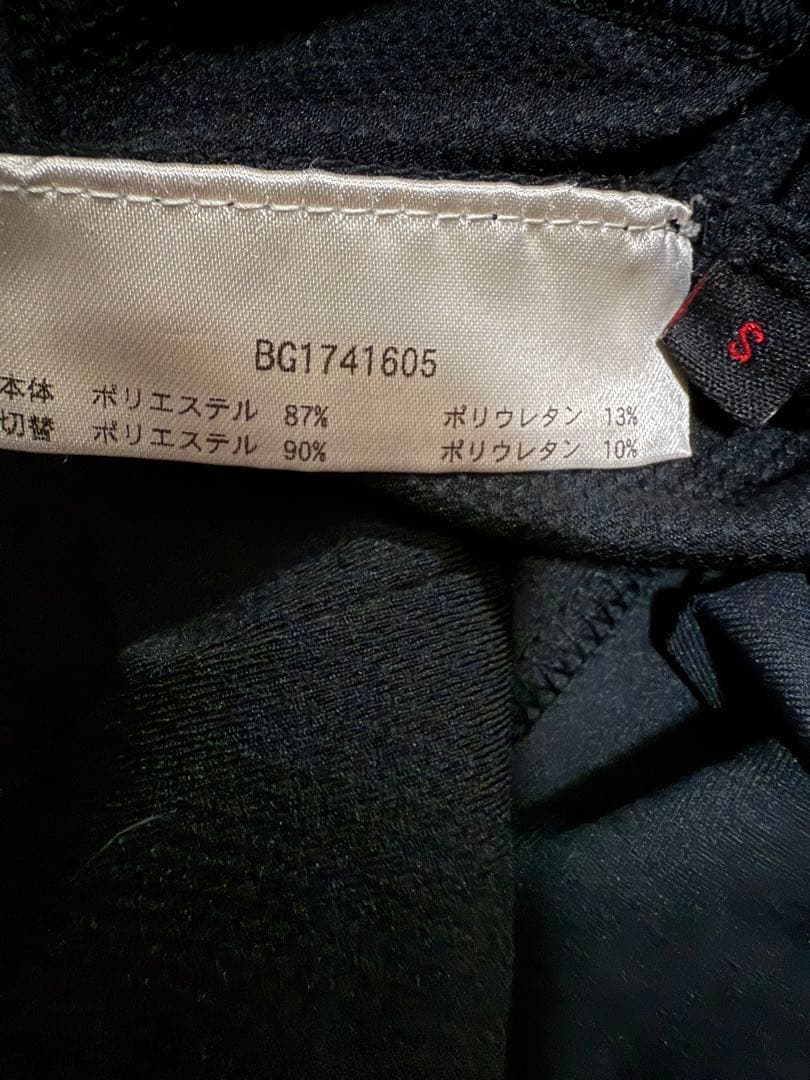 BG1741605
本体 ポリエステル 87% ポリウレタン 13%
切替 ポリエステル 90% ポリウレタン 10%
S